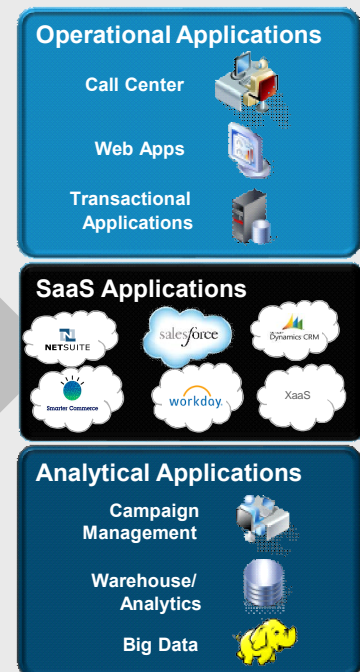 Operational Applications
Call Center
Web Apps
Transactional
Applications
SaaS Applications
N
NETSUITE
salesforce
Dynamics CRM
Smarter Commerce
workday.
XaaS
Analytical Applications
Campaign
Management
Warehouse/
Analytics
Big Data